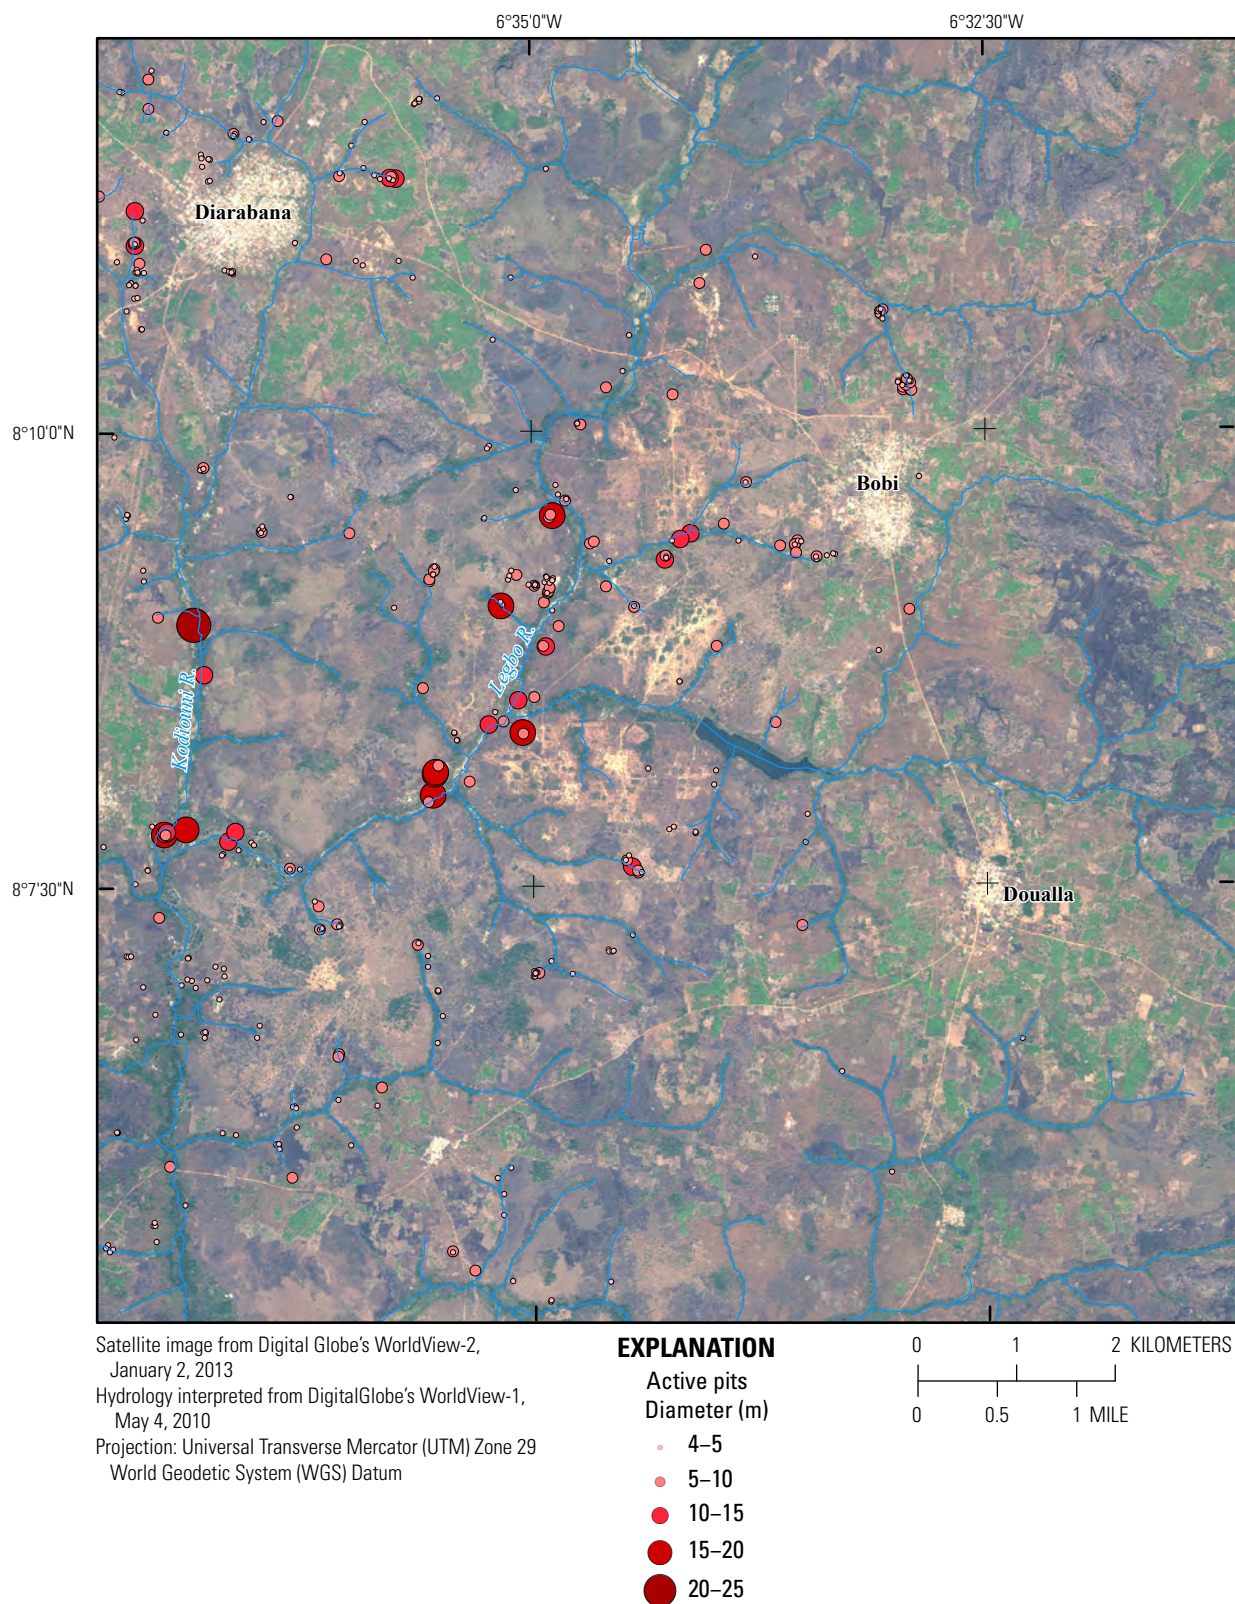 6°35'0"W
6°32'30"W
Diarabana
8°10'0"N
Bobi
Legbo R.
Kodiouni R.
8°7'30"N
Doualla
Satellite image from Digital Globe's WorldView-2,
January 2, 2013
Hydrology interpreted from DigitalGlobe's WorldView-1,
May 4, 2010
Projection: Universal Transverse Mercator (UTM) Zone 29
World Geodetic System (WGS) Datum
EXPLANATION
Active pits
Diameter (m)
4–5
5–10
10–15
15–20
20–25
0 1 2 KILOMETERS
0 0.5 1 MILE